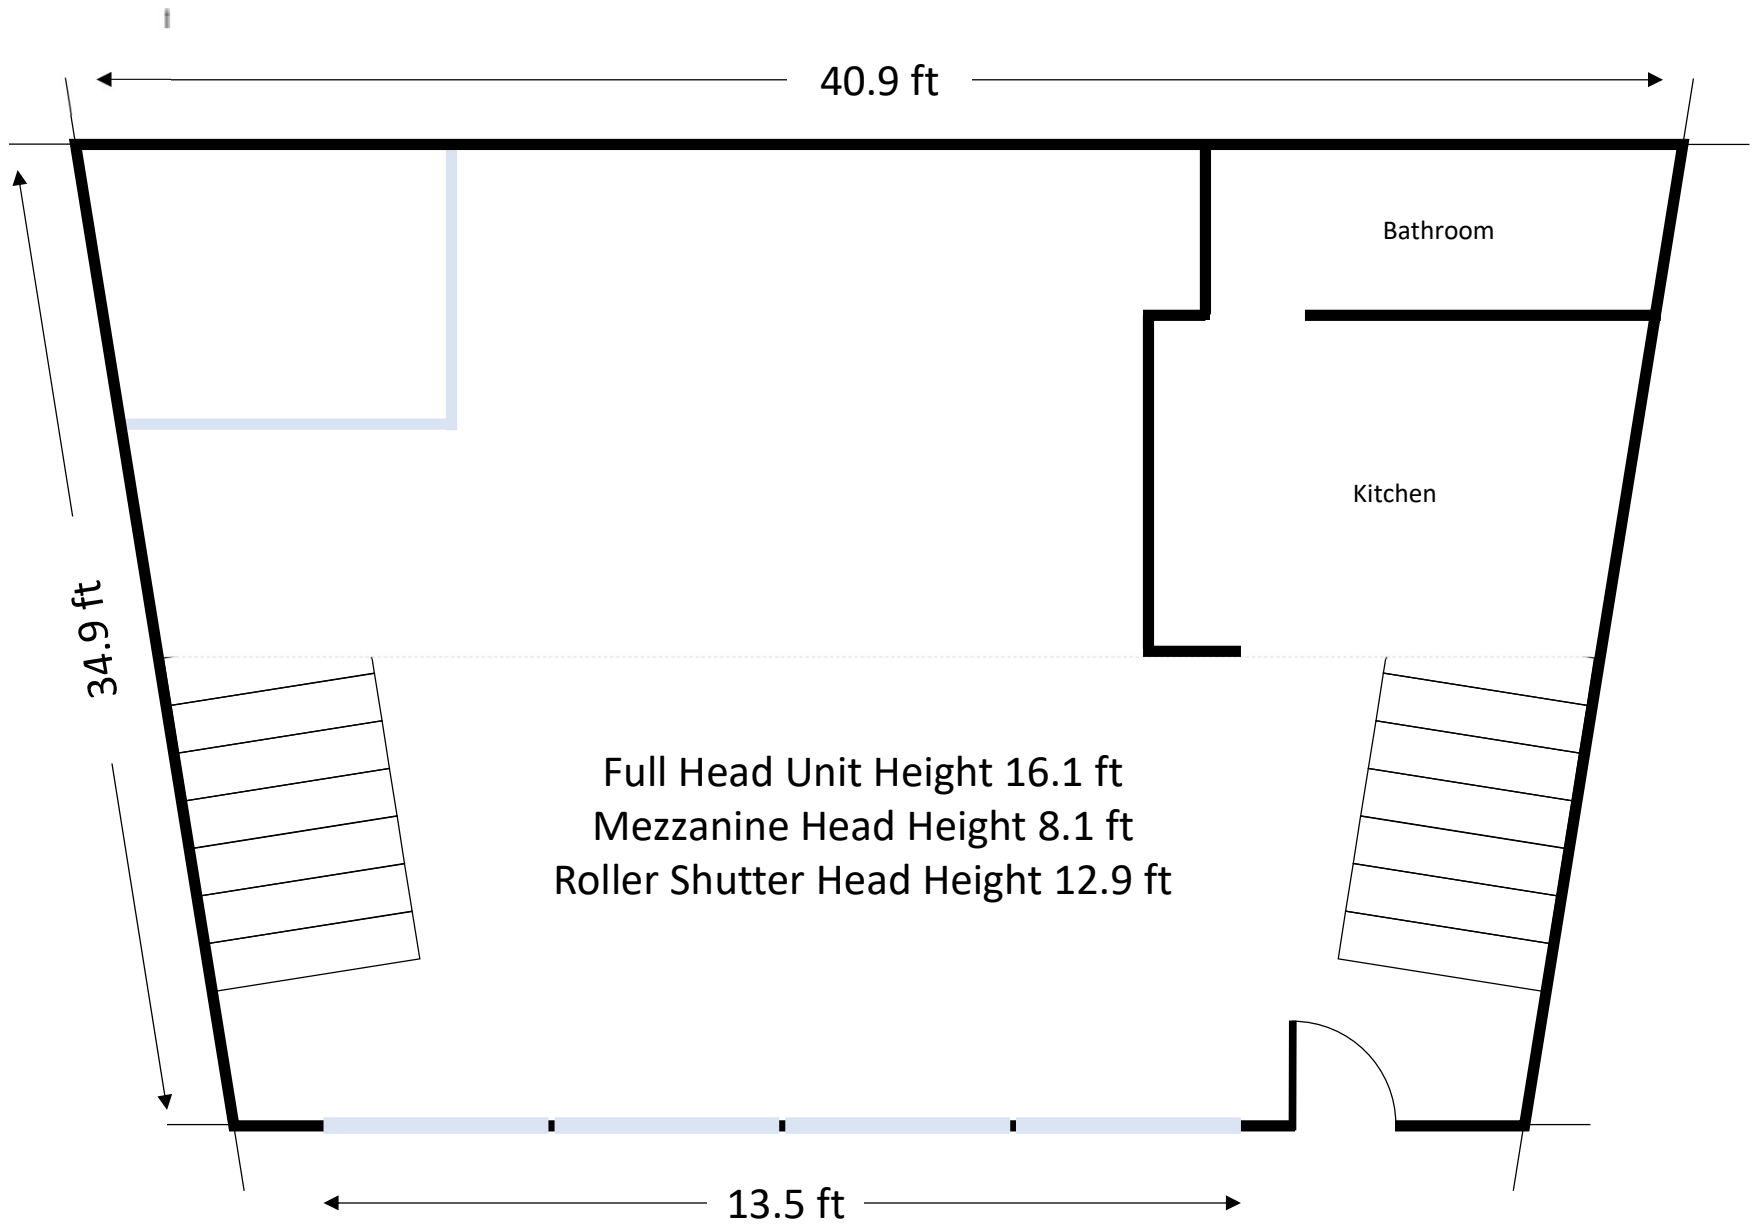 40.9 ft
Bathroom
Kitchen
34.9 ft
Full Head Unit Height 16.1 ft
Mezzanine Head Height 8.1 ft
Roller Shutter Head Height 12.9 ft
13.5 ft